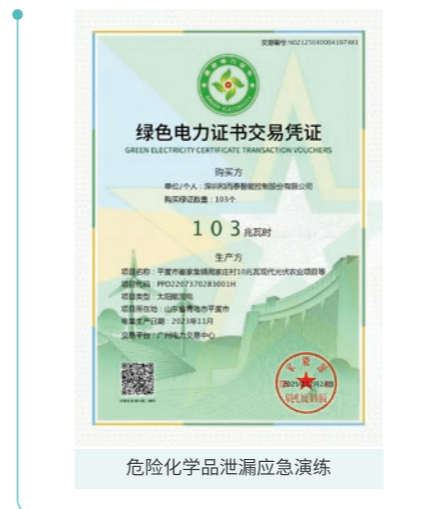 绿色电力证书交易凭证
GREEN ELECTRICITY CERTIFICATE TRANSACTION VOUCHERS
购买方
单位/个人：深圳和而泰智能控制股份有限公司
购买绿证数量：103个
103兆瓦时
生产方
项目名称：平度市崔家集镇周家庄村10兆瓦现代光伏农业项目等
项目代码：PPD2207370283001H
项目类型：太阳能发电
项目所在地：山东省青岛市平度市
电量生产日期：2023年11月
交易平台：广州电力交易中心
危险化学品泄漏应急演练